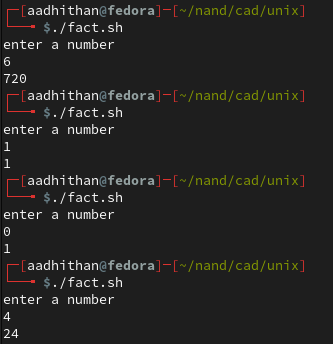 ┌─[aadhithan@fedora]─[~/nand/cad/unix]
└──╼ $./fact.sh
enter a number
6
720
┌─[aadhithan@fedora]─[~/nand/cad/unix]
└──╼ $./fact.sh
enter a number
1
1
┌─[aadhithan@fedora]─[~/nand/cad/unix]
└──╼ $./fact.sh
enter a number
0
1
┌─[aadhithan@fedora]─[~/nand/cad/unix]
└──╼ $./fact.sh
enter a number
4
24